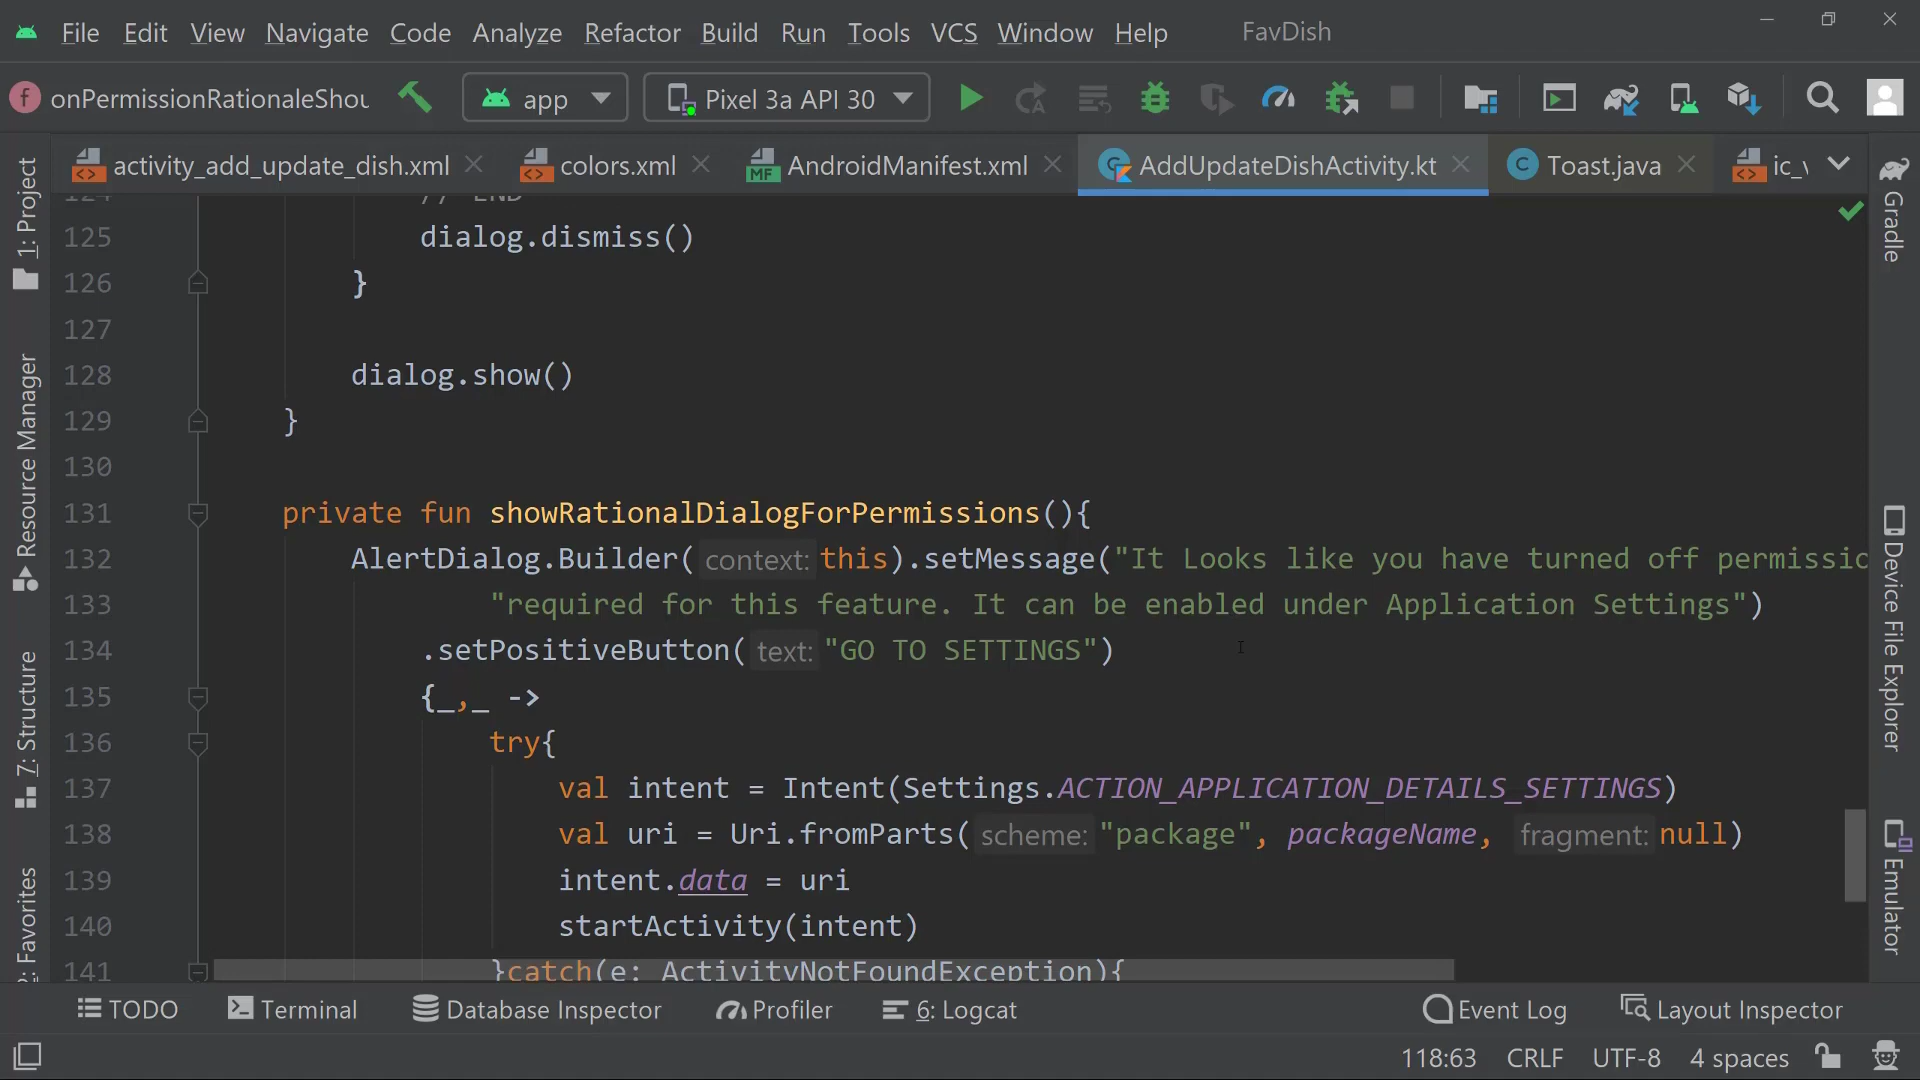 File Edit View Navigate Code Analyze Refactor Build Run Tools VCS Window Help FavDish
f onPermissionRationaleShou app Pixel 3a API 30
activity_add_update_dish.xml colors.xml MF AndroidManifest.xml AddUpdateDishActivity.kt C Toast.java ic_v
124 // END
125 dialog.dismiss()
126 }
127
128 dialog.show()
129 }
130
131 private fun showRationalDialogForPermissions(){
132 AlertDialog.Builder( context: this).setMessage("It Looks like you have turned off permissio
133 "required for this feature. It can be enabled under Application Settings")
134 .setPositiveButton( text: "GO TO SETTINGS")
135 {_,_ ->
136 try{
137 val intent = Intent(Settings.ACTION_APPLICATION_DETAILS_SETTINGS)
138 val uri = Uri.fromParts( scheme: "package", packageName, fragment: null)
139 intent.data = uri
140 startActivity(intent)
141 }catch(e: ActivityNotFoundException){
1: Project
Resource Manager
7: Structure
2: Favorites
Gradle
Device File Explorer
Emulator
TODO Terminal Database Inspector Profiler 6: Logcat Event Log Layout Inspector
118:63 CRLF UTF-8 4 spaces